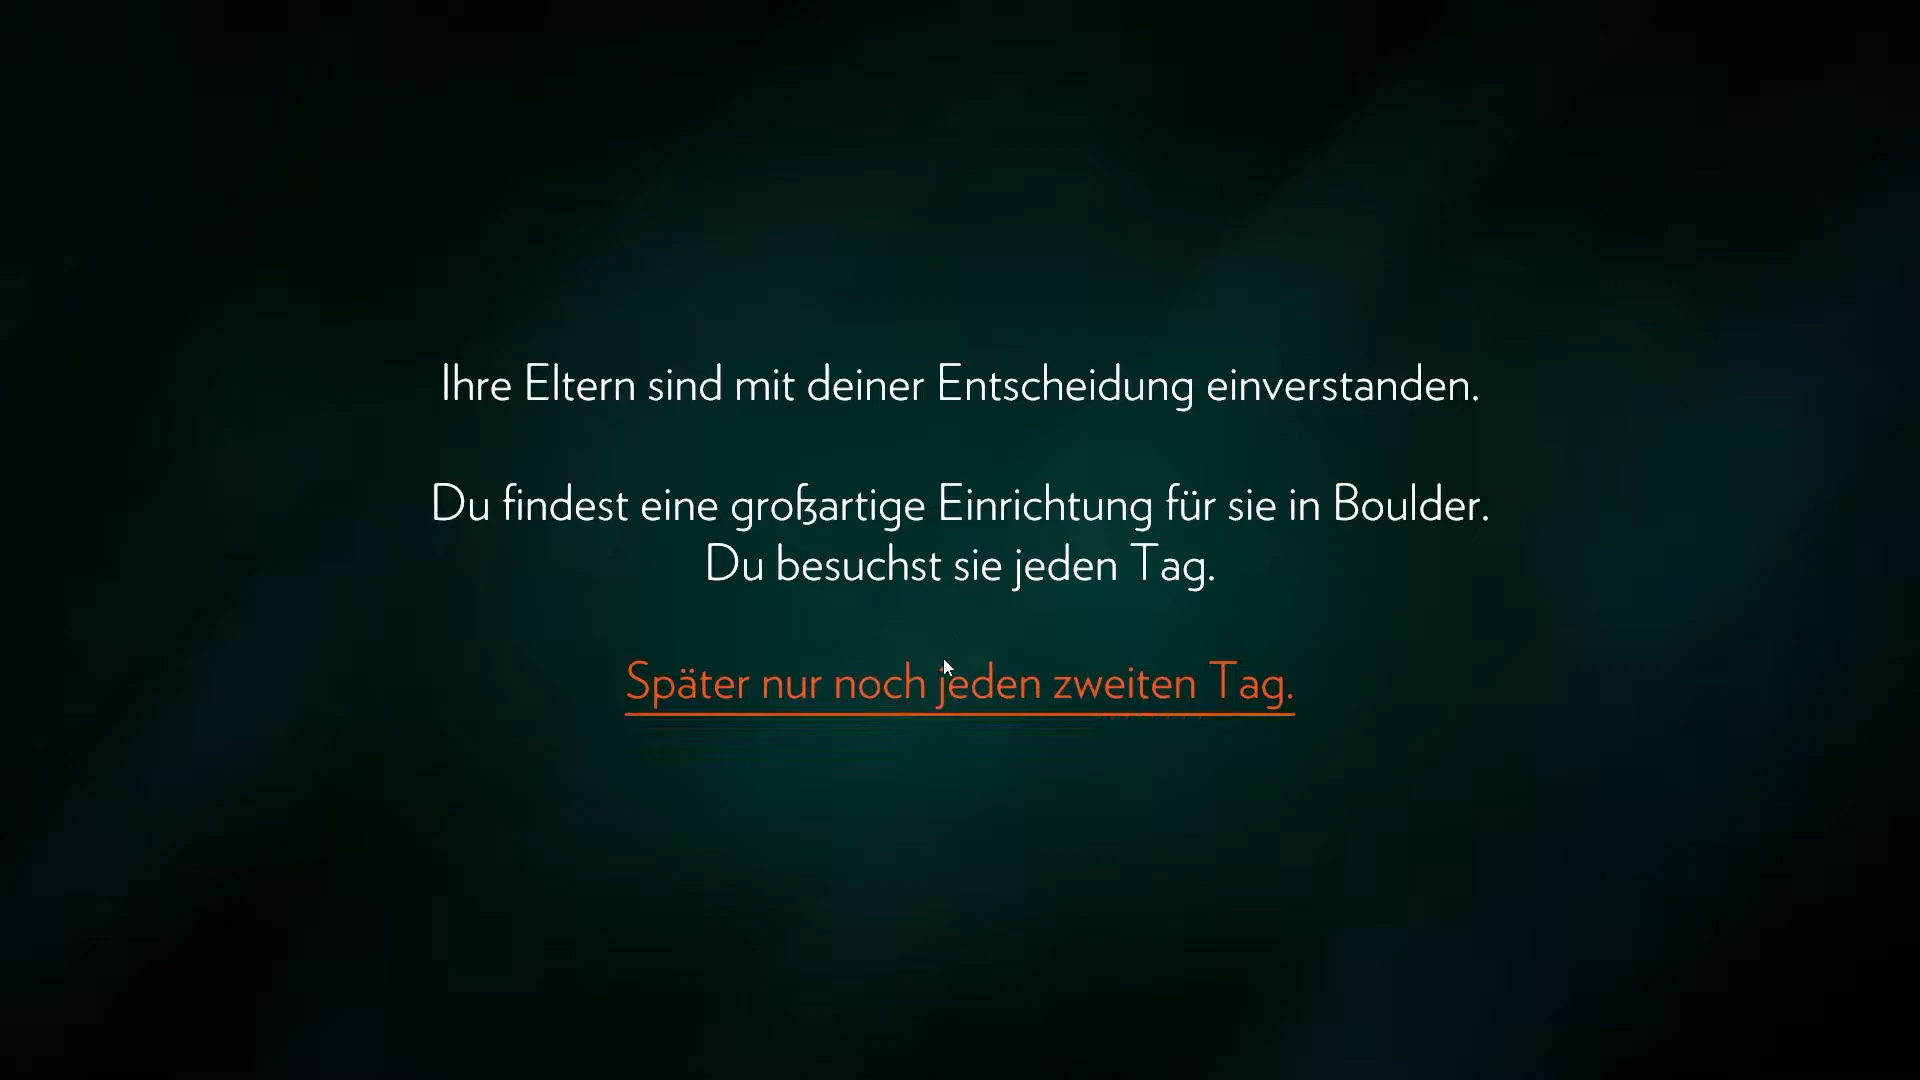 Ihre Eltern sind mit deiner Entscheidung einverstanden.
Du findest eine großartige Einrichtung für sie in Boulder.
Du besuchst sie jeden Tag.
Später nur noch jeden zweiten Tag.